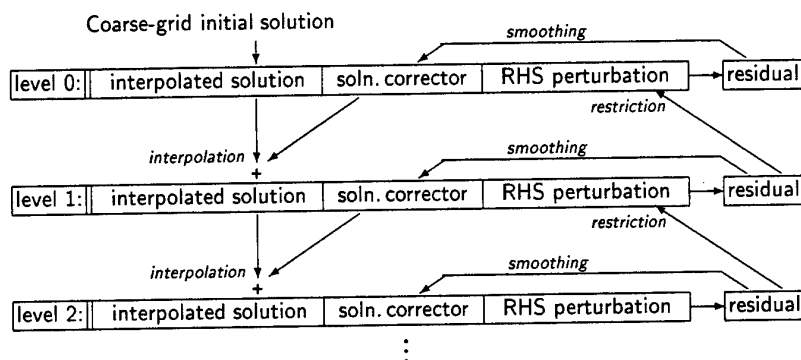 Coarse-grid initial solution
smoothing
level 0: interpolated solution soln. corrector RHS perturbation residual
restriction
interpolation
smoothing
+
level 1: interpolated solution soln. corrector RHS perturbation residual
restriction
interpolation
smoothing
+
level 2: interpolated solution soln. corrector RHS perturbation residual
⋮